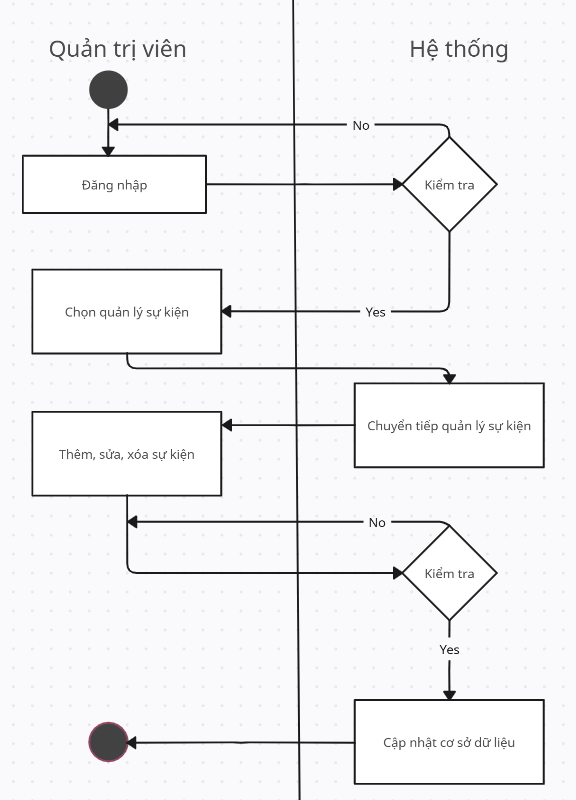 Quản trị viên
Hệ thống
No
Đăng nhập
Kiểm tra
Chọn quản lý sự kiện
Yes
Chuyển tiếp quản lý sự kiện
Thêm, sửa, xóa sự kiện
No
Kiểm tra
Yes
Cập nhật cơ sở dữ liệu